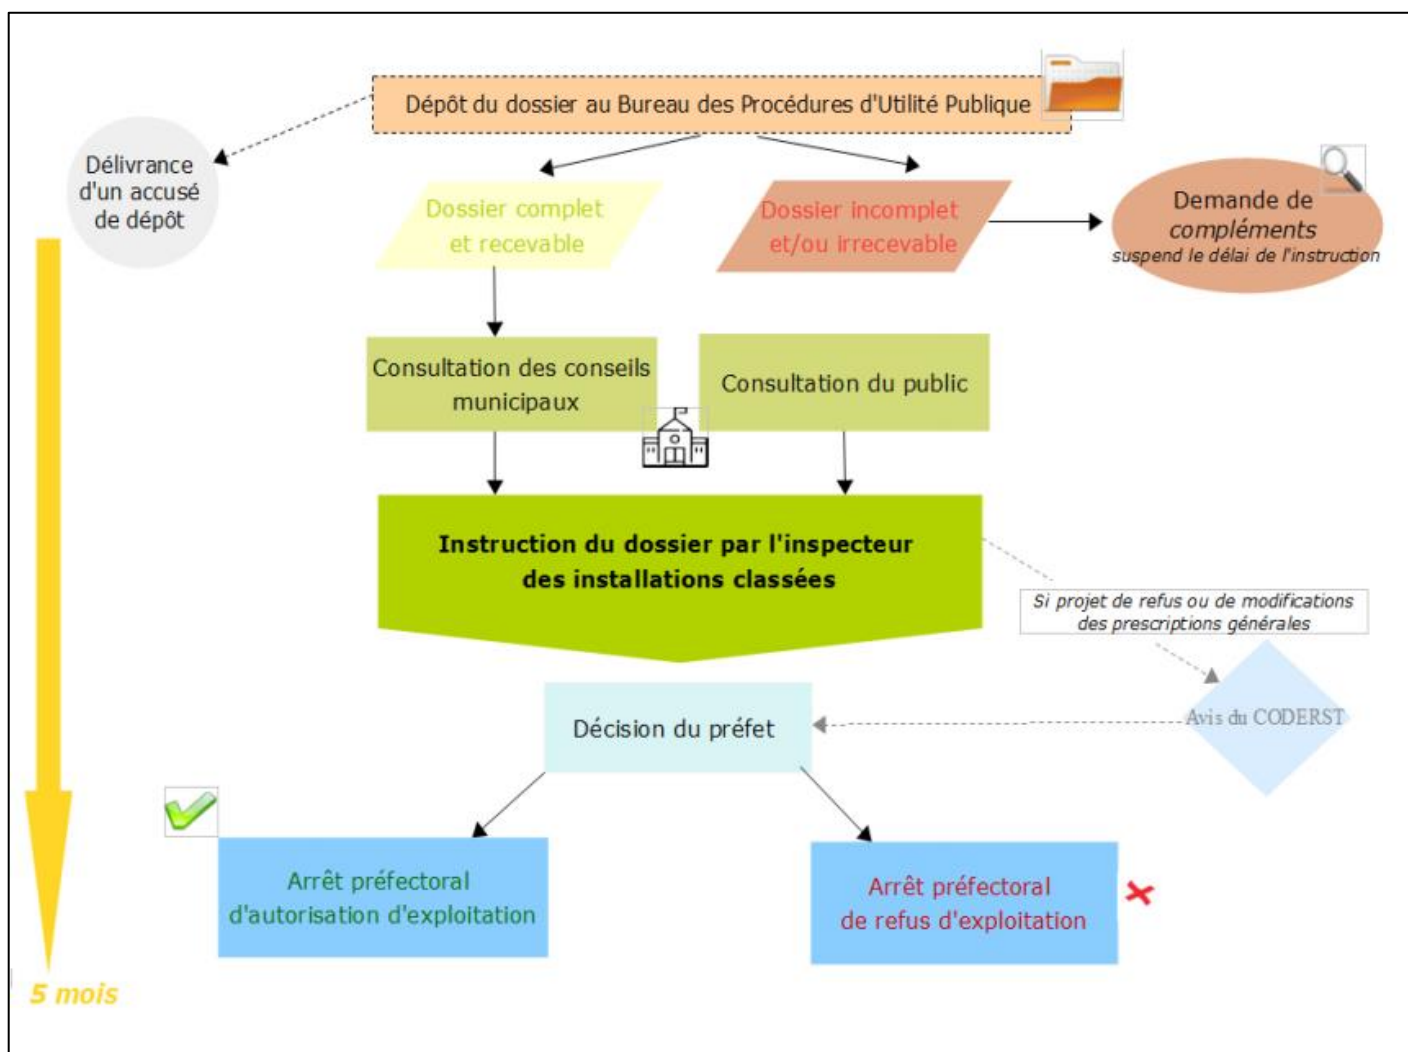 Dépôt du dossier au Bureau des Procédures d'Utilité Publique
Délivrance
d'un accusé
de dépôt
Dossier complet
et recevable
Dossier incomplet
et/ou irrecevable
Demande de
compléments
suspend le délai de l'instruction
Consultation des conseils
municipaux
Consultation du public
Instruction du dossier par l'inspecteur
des installations classées
Si projet de refus ou de modifications
des prescriptions générales
Avis du CODERST
Décision du préfet
Arrêt préfectoral
d'autorisation d'exploitation
Arrêt préfectoral
de refus d'exploitation
5 mois